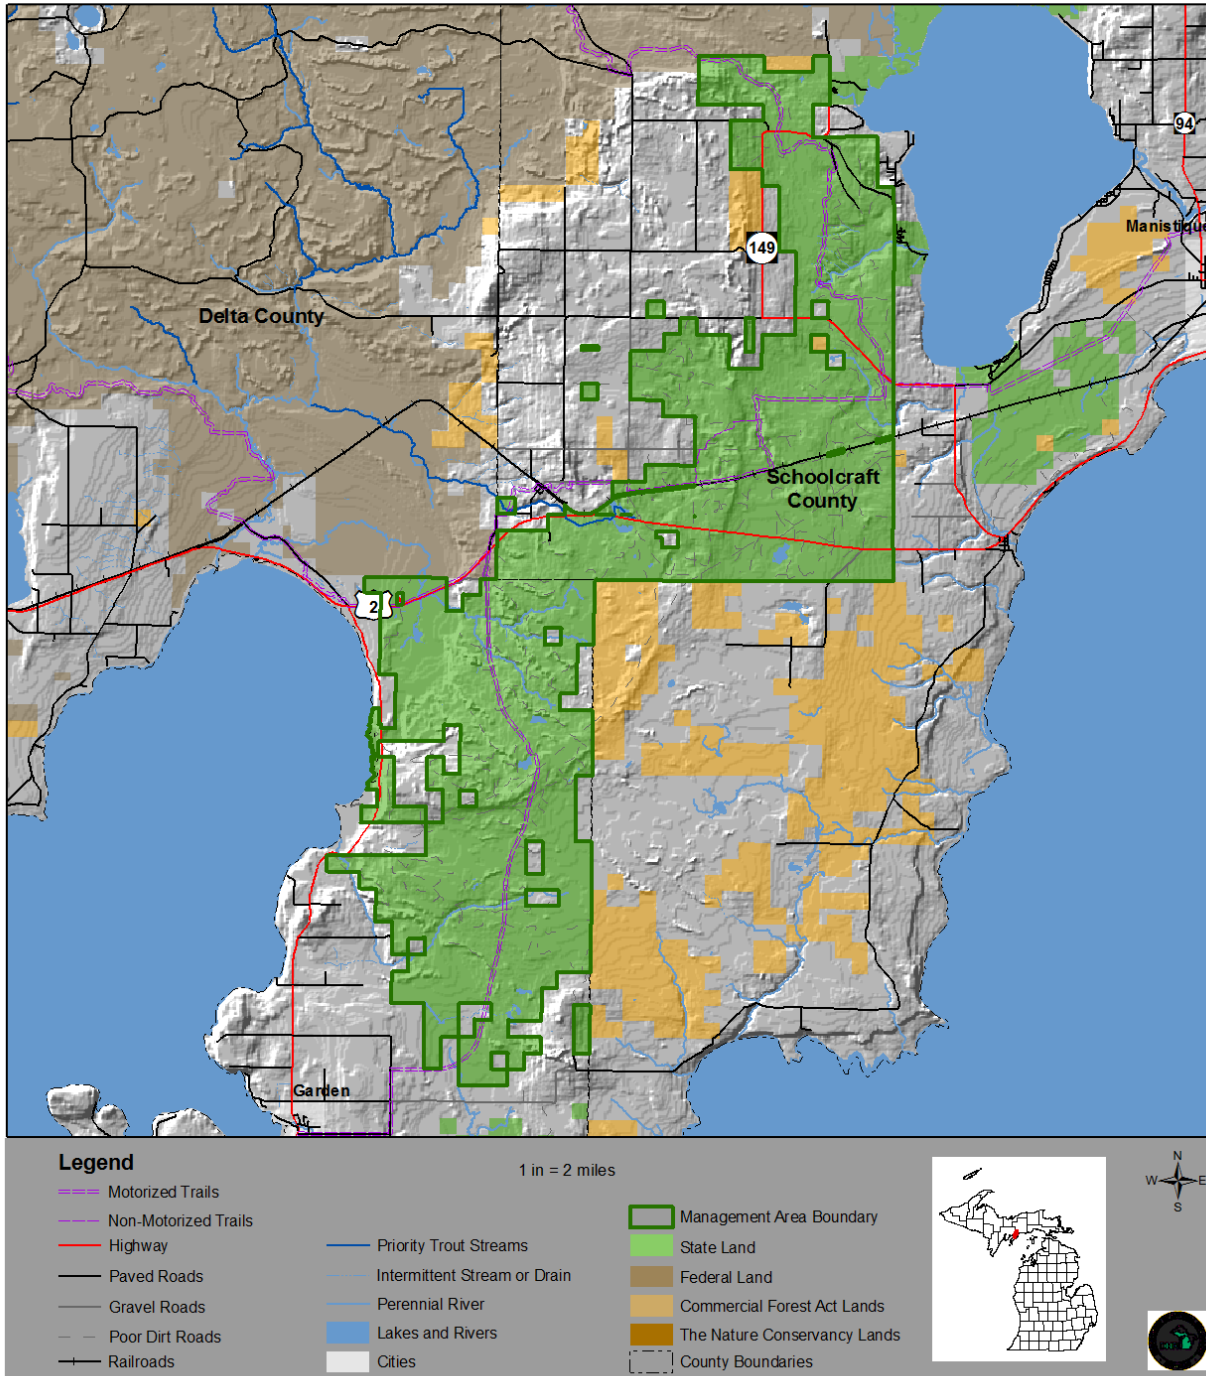 94
Manistique
149
Delta County
Schoolcraft
County
2
Garden
Legend
1 in = 2 miles
Motorized Trails
Non-Motorized Trails
Highway
Paved Roads
Gravel Roads
Poor Dirt Roads
Railroads
Priority Trout Streams
Intermittent Stream or Drain
Perennial River
Lakes and Rivers
Cities
Management Area Boundary
State Land
Federal Land
Commercial Forest Act Lands
The Nature Conservancy Lands
County Boundaries
N
W E
S